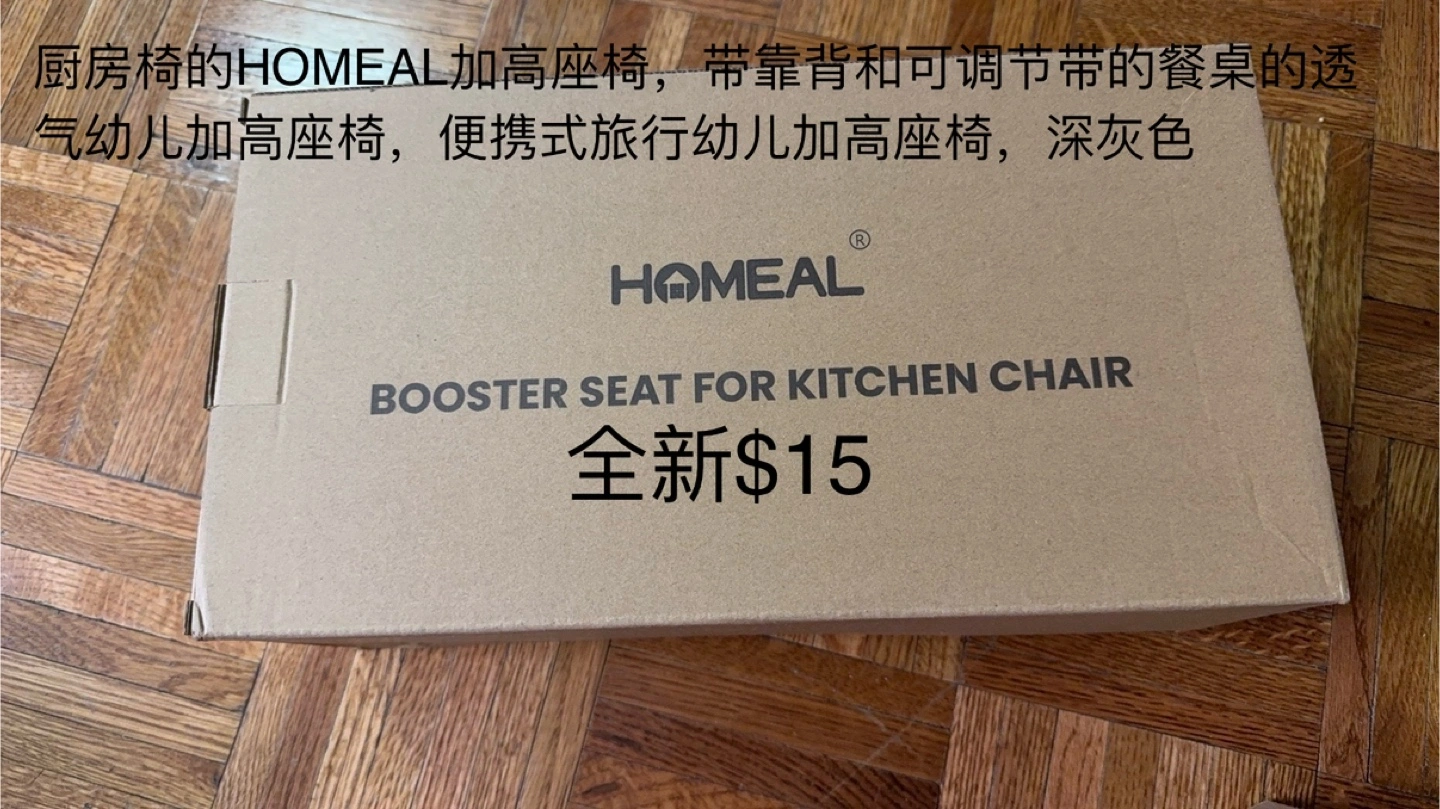 厨房椅的HOMEAL加高座椅，带靠背和可调节带的餐桌的透
气幼儿加高座椅，便携式旅行幼儿加高座椅，深灰色
HOMEAL®
BOOSTER SEAT FOR KITCHEN CHAIR
全新$15